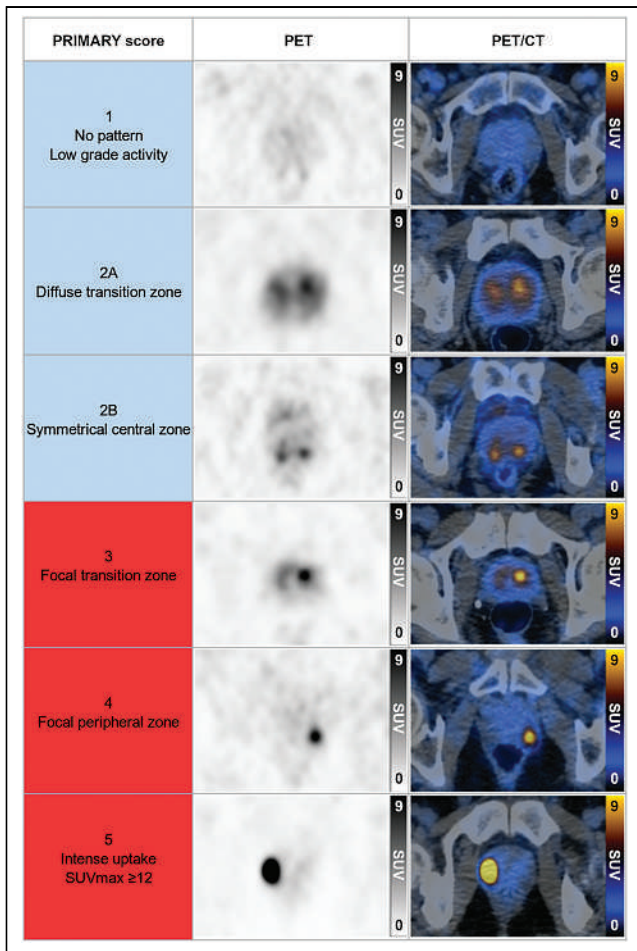 PRIMARY score
PET
PET/CT
1
No pattern
Low grade activity
9
SUV
0
9
SUV
0
2A
Diffuse transition zone
9
SUV
0
9
SUV
0
2B
Symmetrical central zone
9
SUV
0
9
SUV
0
3
Focal transition zone
9
SUV
0
9
SUV
0
4
Focal peripheral zone
9
SUV
0
9
SUV
0
5
Intense uptake
SUVmax ≥12
9
SUV
0
9
SUV
0